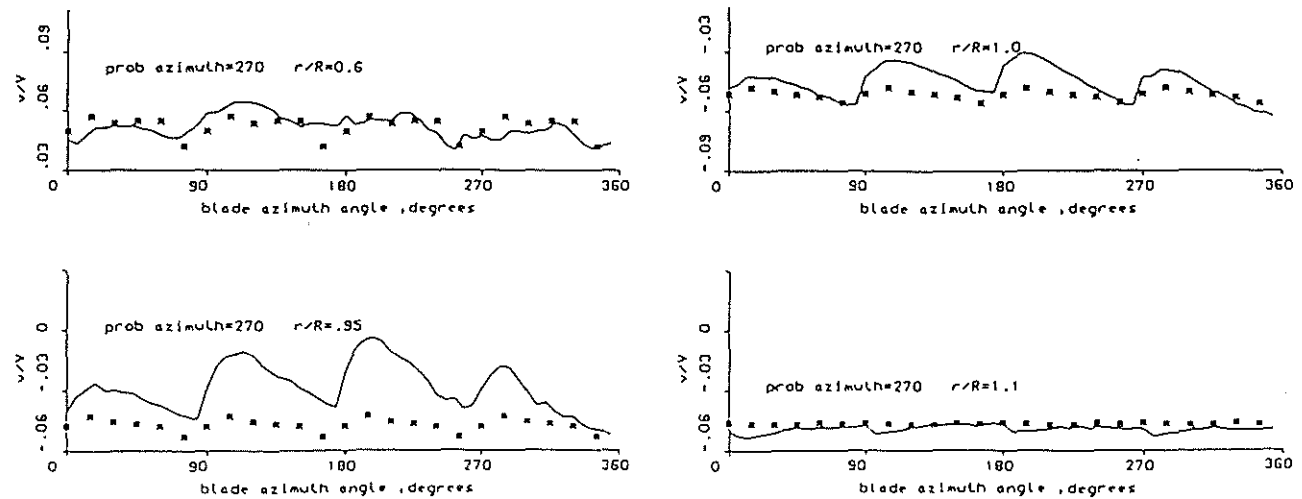 .09
.06
.03
v/V
prob azimuth=270 r/R=0.6
0 90 180 270 360
blade azimuth angle ,degrees
-.03
-.06
-.09
v/V
prob azimuth=270 r/R=1.0
0 90 180 270 360
blade azimuth angle ,degrees
0
-.03
-.06
v/V
prob azimuth=270 r/R=.95
0 90 180 270 360
blade azimuth angle ,degrees
0
-.03
-.06
v/V
prob azimuth=270 r/R=1.1
0 90 180 270 360
blade azimuth angle ,degrees